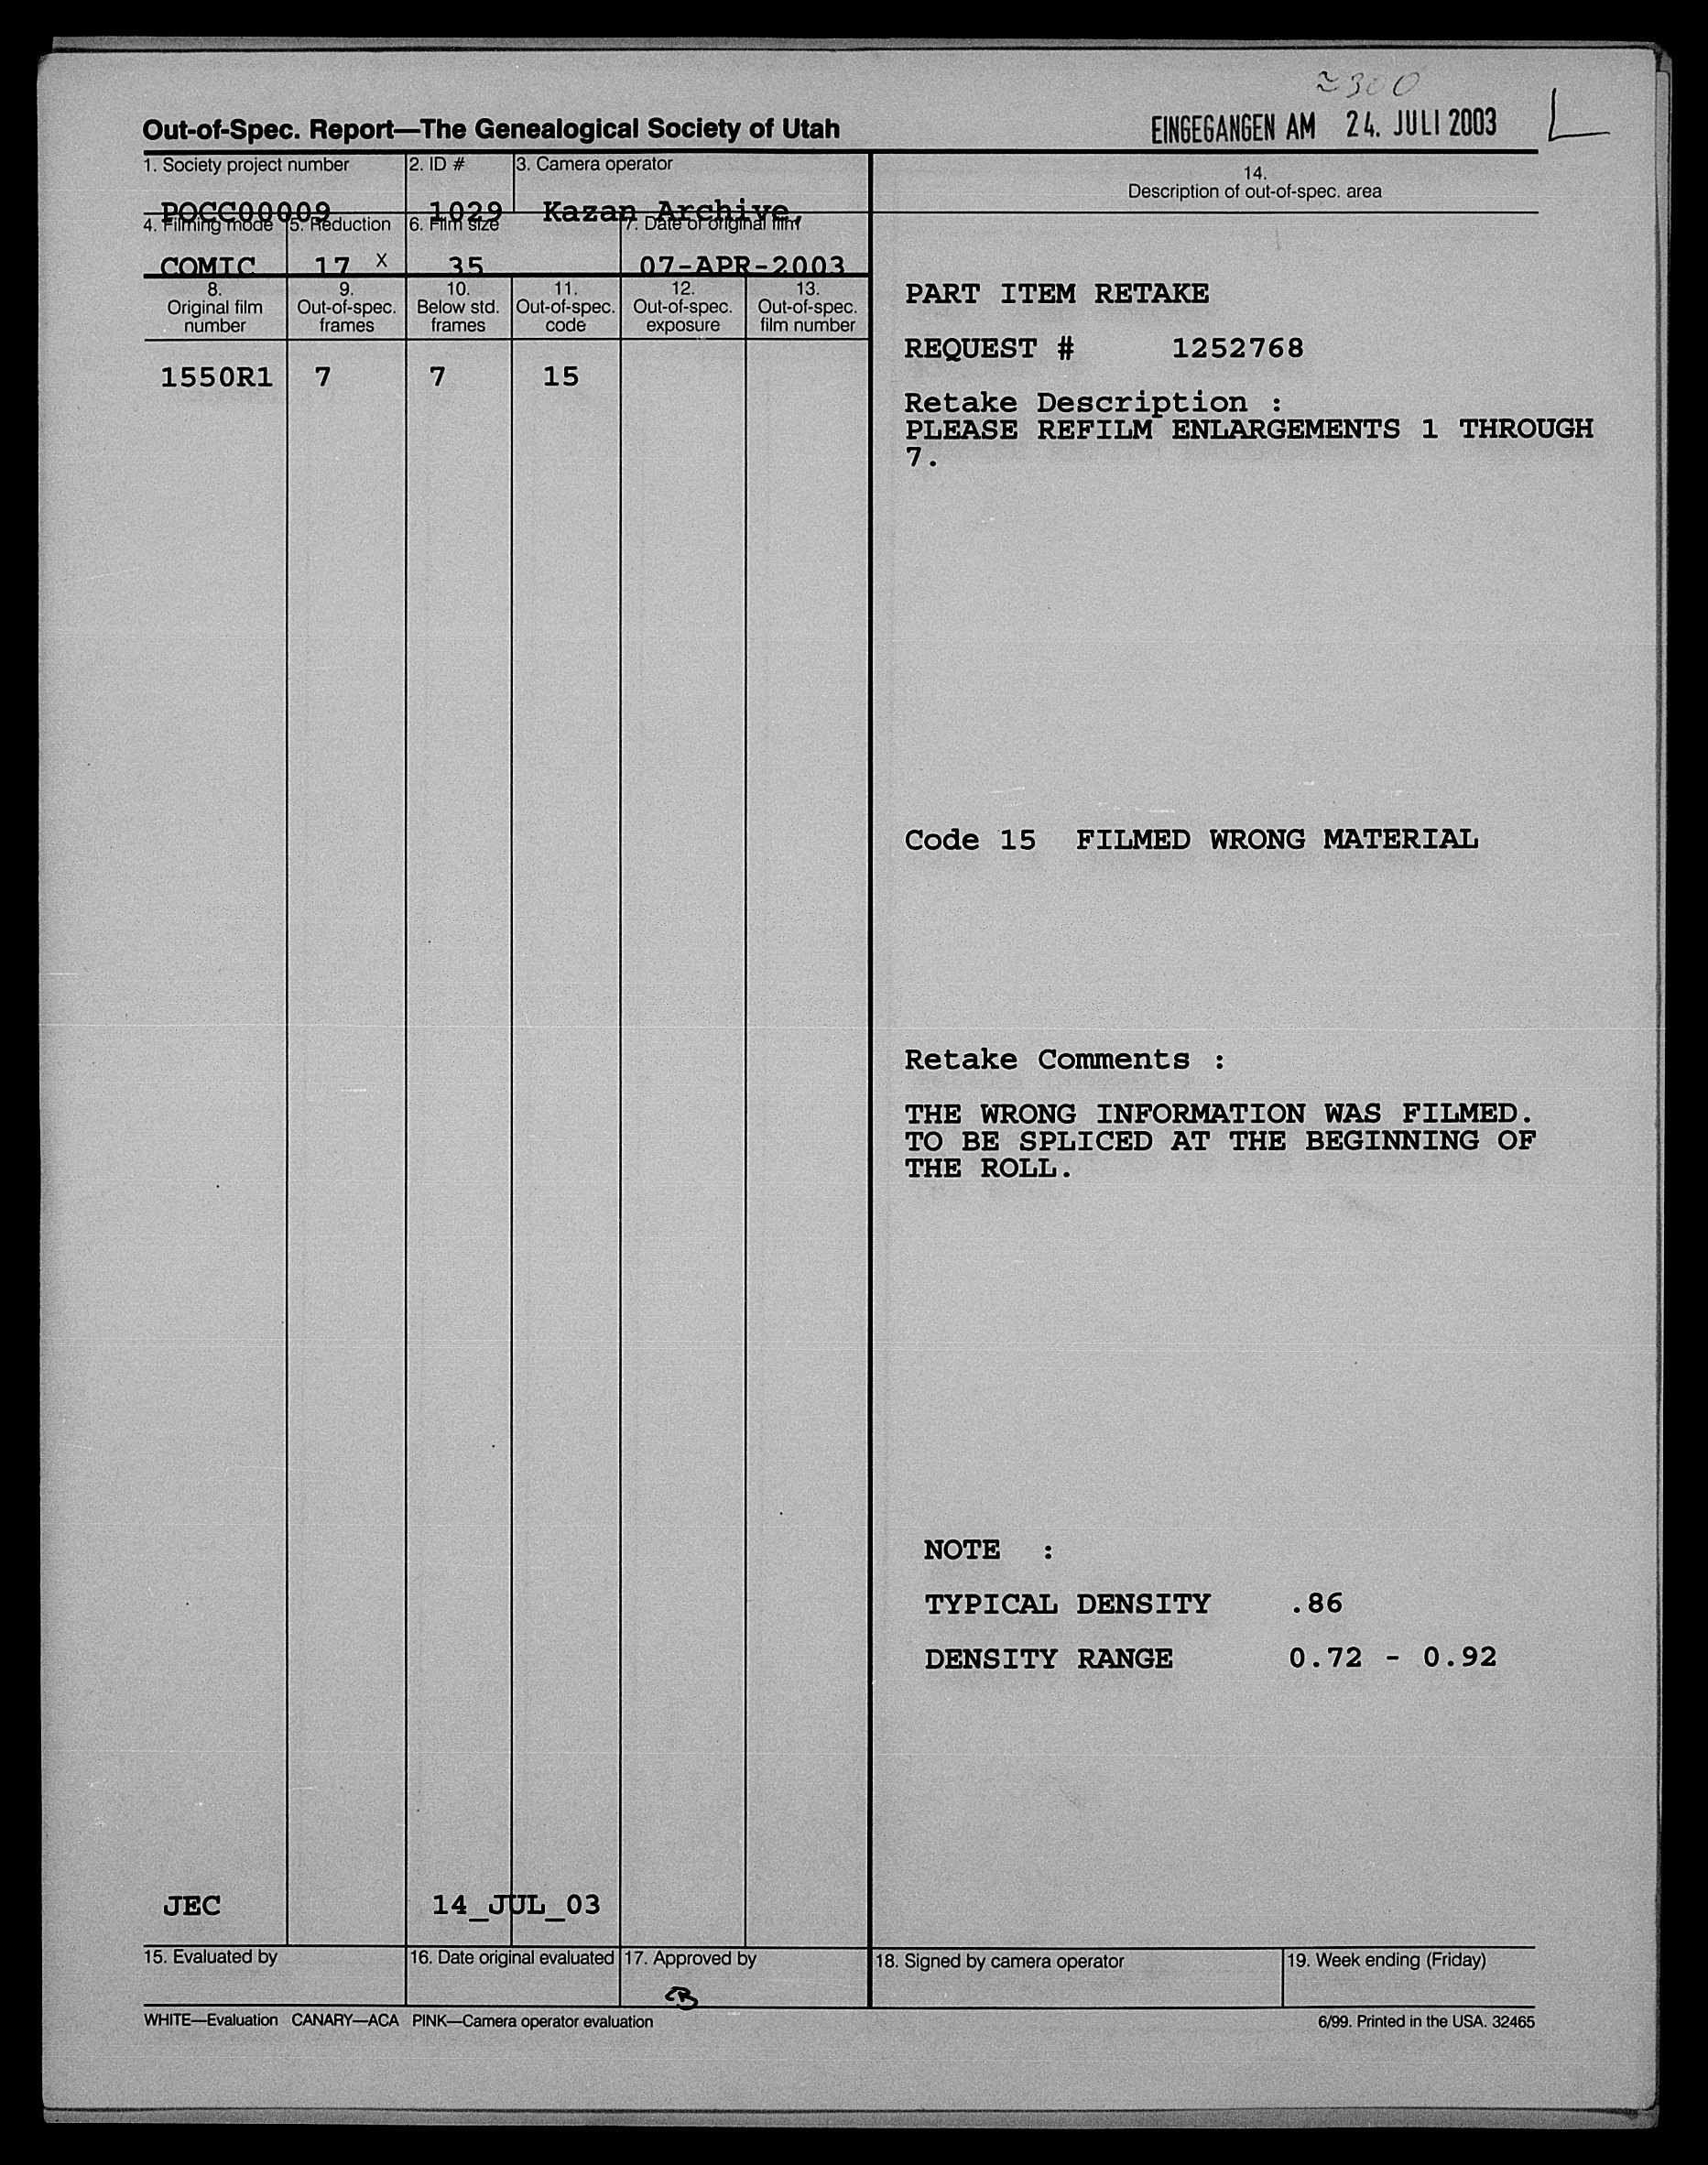 ≈300
Out-of-Spec. Report—The Genealogical Society of Utah
EINGEGANGEN AM 24. JULI 2003
1. Society project number
2. ID #
3. Camera operator
POCC00009
1029
Kazan Archive,
4. Filming mode
5. Reduction
6. Film size
7. Date of original film
COMIC
17 X
35
07-APR-2003
8.
Original film
number
9.
Out-of-spec.
frames
10.
Below std.
frames
11.
Out-of-spec.
code
12.
Out-of-spec.
exposure
13.
Out-of-spec.
film number
1550R1 7 7 15
14.
Description of out-of-spec. area
PART ITEM RETAKE
REQUEST # 1252768
Retake Description :
PLEASE REFILM ENLARGEMENTS 1 THROUGH
7.
Code 15 FILMED WRONG MATERIAL
Retake Comments :
THE WRONG INFORMATION WAS FILMED.
TO BE SPLICED AT THE BEGINNING OF
THE ROLL.
NOTE :
TYPICAL DENSITY .86
DENSITY RANGE 0.72 - 0.92
JEC 14_JUL_03
15. Evaluated by
16. Date original evaluated
17. Approved by
18. Signed by camera operator
19. Week ending (Friday)
WHITE—Evaluation CANARY—ACA PINK—Camera operator evaluation
6/99. Printed in the USA. 32465